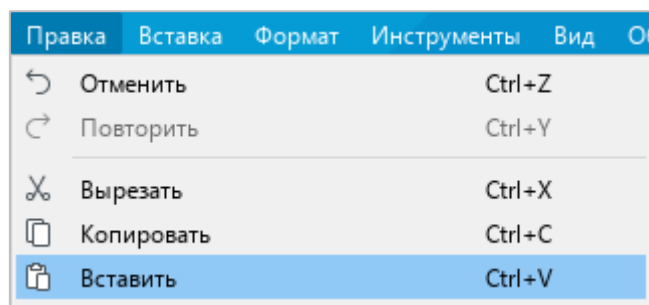 Правка Вставка Формат Инструменты Вид
Отменить Ctrl+Z
Повторить Ctrl+Y
Вырезать Ctrl+X
Копировать Ctrl+C
Вставить Ctrl+V